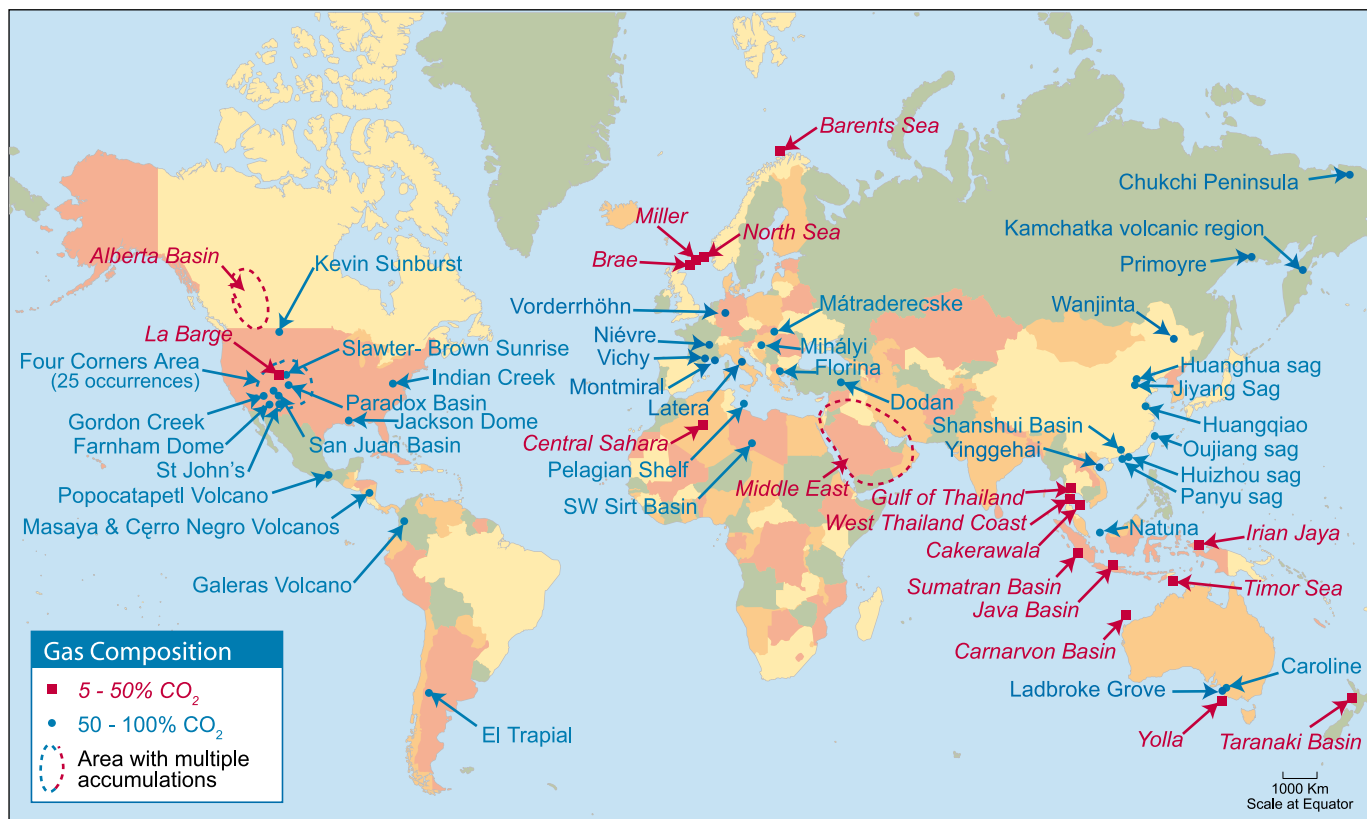 Barents Sea
Chukchi Peninsula
Miller
North Sea
Kamchatka volcanic region
Alberta Basin
Kevin Sunburst
Brae
Primoyre
Vorderrhöhn
Mátraderecske
Wanjinta
La Barge
Niévre
Mihályi
Slawter- Brown Sunrise
Vichy
Florina
Huanghua sag
Four Corners Area
(25 occurrences)
Indian Creek
Montmiral
Jiyang Sag
Paradox Basin
Latera
Dodan
Huangqiao
Gordon Creek
Jackson Dome
Shanshui Basin
Farnham Dome
San Juan Basin
Central Sahara
Oujiang sag
St John's
Pelagian Shelf
Yinggehai
Huizhou sag
Popocatapetl Volcano
Middle East
Gulf of Thailand
Panyu sag
SW Sirt Basin
West Thailand Coast
Masaya & Cęrro Negro Volcanos
Natuna
Irian Jaya
Cakerawala
Galeras Volcano
Sumatran Basin
Timor Sea
Java Basin
Carnarvon Basin
Caroline
Ladbroke Grove
El Trapial
Yolla
Taranaki Basin
Gas Composition
5 - 50% CO2
50 - 100% CO2
Area with multiple
accumulations
1000 Km
Scale at Equator